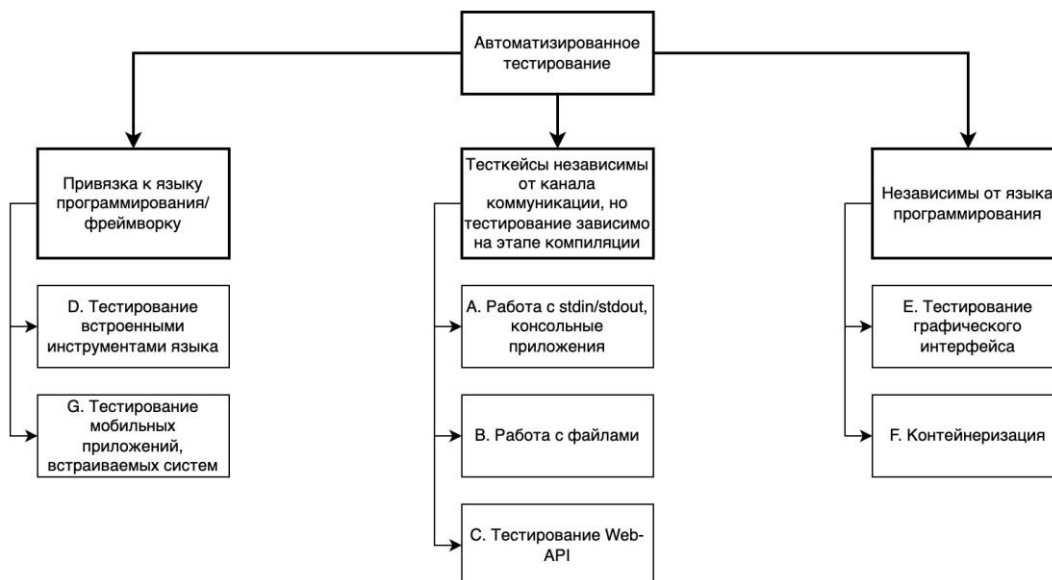 Автоматизированное
тестирование
Привязка к языку
программирования/
фреймворку
Тесткейсы независимы
от канала
коммуникации, но
тестирование зависимо
на этапе компиляции
Независимы от языка
программирования
D. Тестирование
встроенными
инструментами языка
A. Работа с stdin/stdout,
консольные
приложения
E. Тестирование
графического
интерфейса
G. Тестирование
мобильных
приложений,
встраиваемых систем
B. Работа с файлами
F. Контейнеризация
C. Тестирование Web-
API